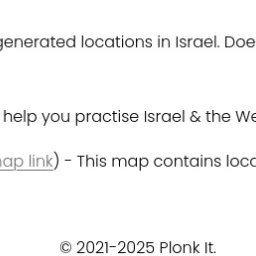 generated locations in Israel. Doe
help you practise Israel & the We
map link) - This map contains loca
© 2021-2025 Plonk It.